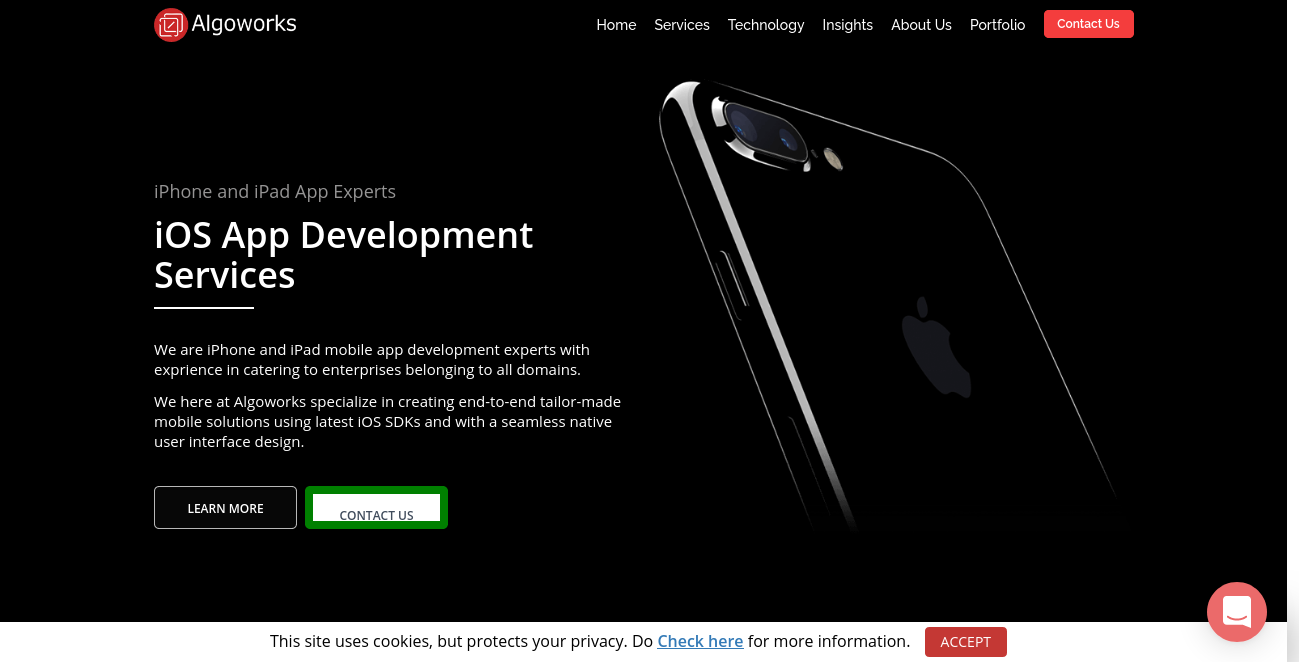 Algoworks
Home Services Technology Insights About Us Portfolio Contact Us
iPhone and iPad App Experts
iOS App Development
Services
We are iPhone and iPad mobile app development experts with
exprience in catering to enterprises belonging to all domains.
We here at Algoworks specialize in creating end-to-end tailor-made
mobile solutions using latest iOS SDKs and with a seamless native
user interface design.
LEARN MORE CONTACT US
This site uses cookies, but protects your privacy. Do Check here for more information. ACCEPT